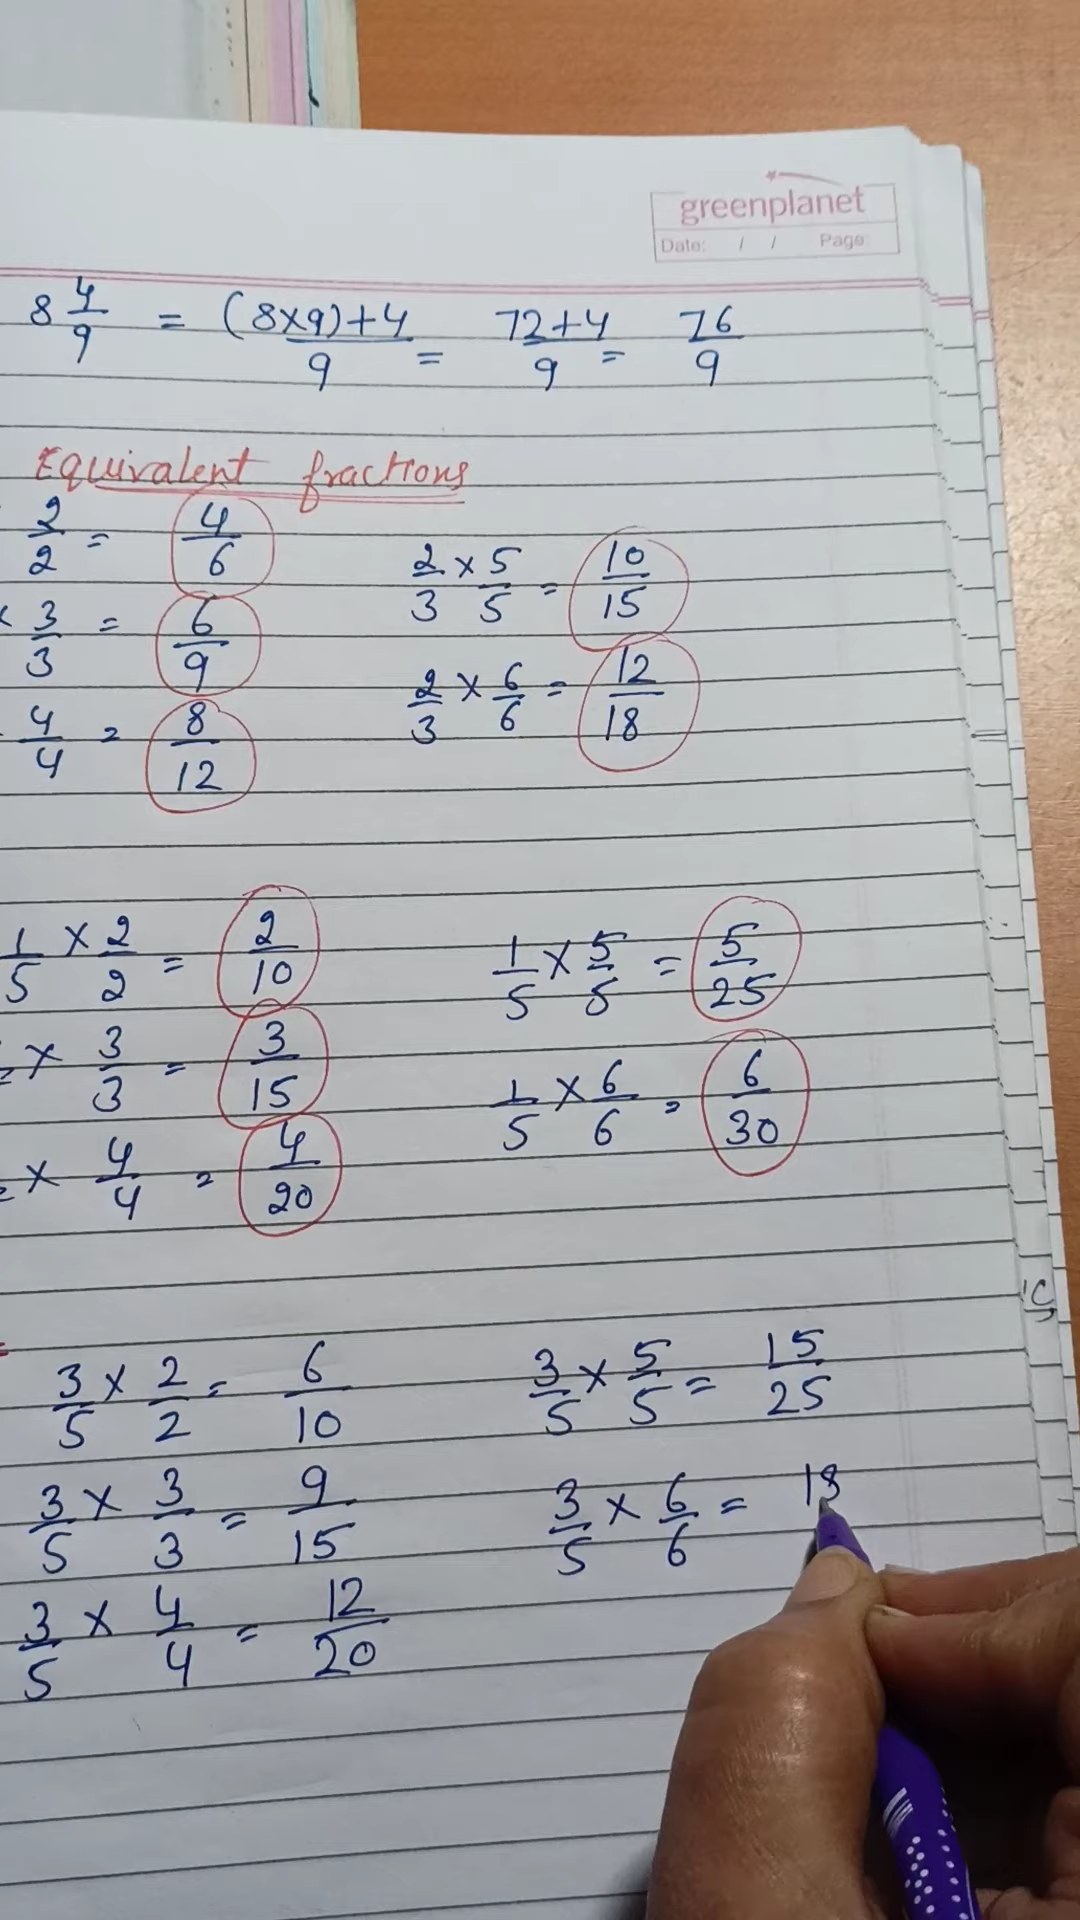 greenplanet
Date: / / Page:
8 4/9 = (8×9)+4/9 = 72+4/9 = 76/9
Equivalent fractions
2/2 = 4/6
× 3/3 = 6/9
4/4 = 8/12
2/3 × 5/5 = 10/15
2/3 × 6/6 = 12/18
1/5 × 2/2 = 2/10
× 3/3 = 3/15
× 4/4 = 4/20
1/5 × 5/5 = 5/25
1/5 × 6/6 = 6/30
3/5 × 2/2 = 6/10
3/5 × 3/3 = 9/15
3/5 × 4/4 = 12/20
3/5 × 5/5 = 15/25
3/5 × 6/6 = 18